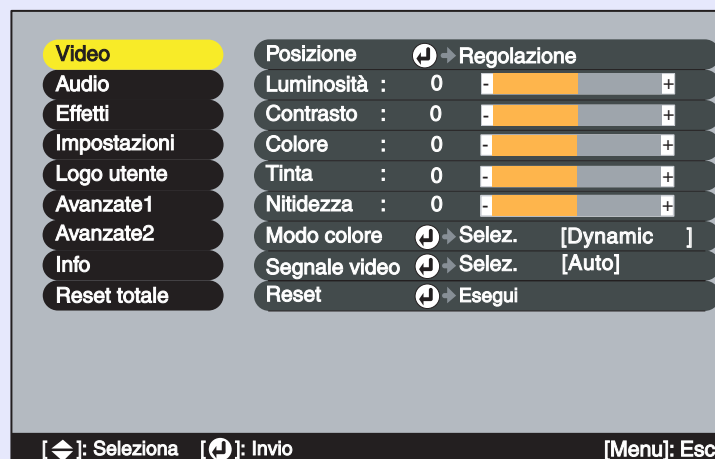 Video
Audio
Effetti
Impostazioni
Logo utente
Avanzate1
Avanzate2
Info
Reset totale
Posizione Regolazione
Luminosità : 0 - +
Contrasto : 0 - +
Colore : 0 - +
Tinta : 0 - +
Nitidezza : 0 - +
Modo colore Selez. [Dynamic ]
Segnale video Selez. [Auto]
Reset Esegui
[ ]: Seleziona [ ]: Invio [Menu]: Esc